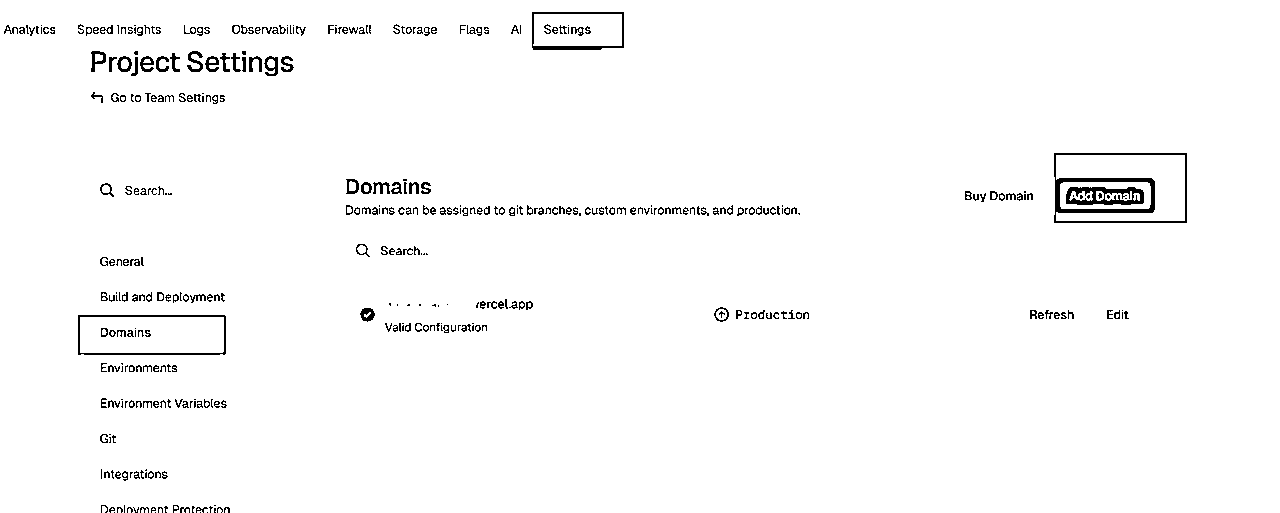 Analytics Speed Insights Logs Observability Firewall Storage Flags AI Settings
Project Settings
Go to Team Settings
Search...
Domains
Domains can be assigned to git branches, custom environments, and production.
Buy Domain
Add Domain
Search...
General
Build and Deployment
Domains
Environments
Environment Variables
Git
Integrations
Deployment Protection
ercel.app
Valid Configuration
Production
Refresh
Edit